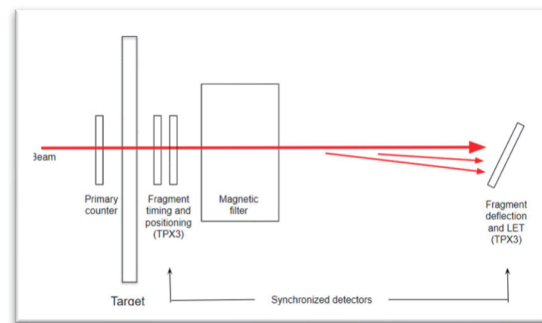 Beam
Primary
counter
Target
Fragment
timing and
positioning
(TPX3)
Magnetic
filter
Fragment
deflection
and LET
(TPX3)
Synchronized detectors